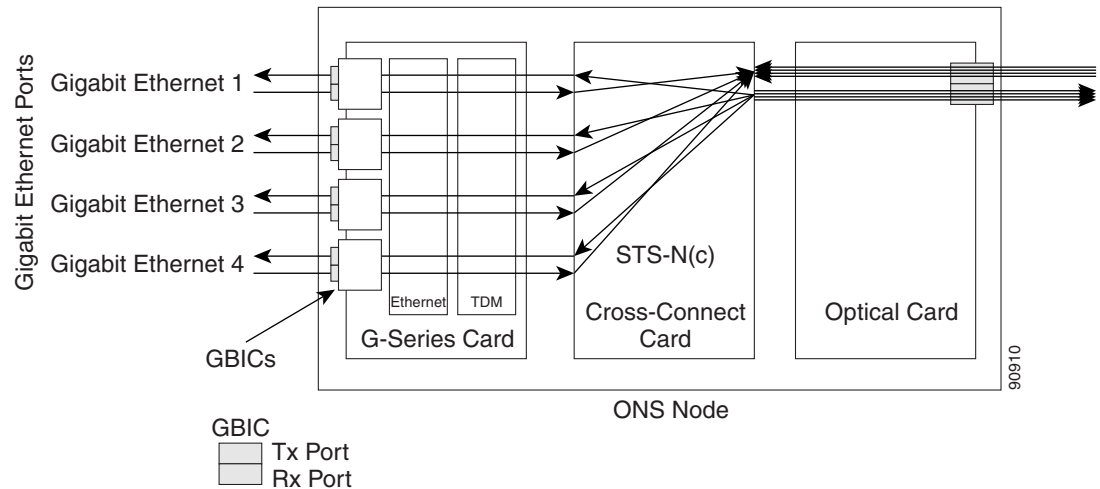 Gigabit Ethernet Ports
Gigabit Ethernet 1
Gigabit Ethernet 2
Gigabit Ethernet 3
Gigabit Ethernet 4
GBICs
Ethernet
TDM
G-Series Card
STS-N(c)
Cross-Connect
Card
Optical Card
90910
ONS Node
GBIC
Tx Port
Rx Port